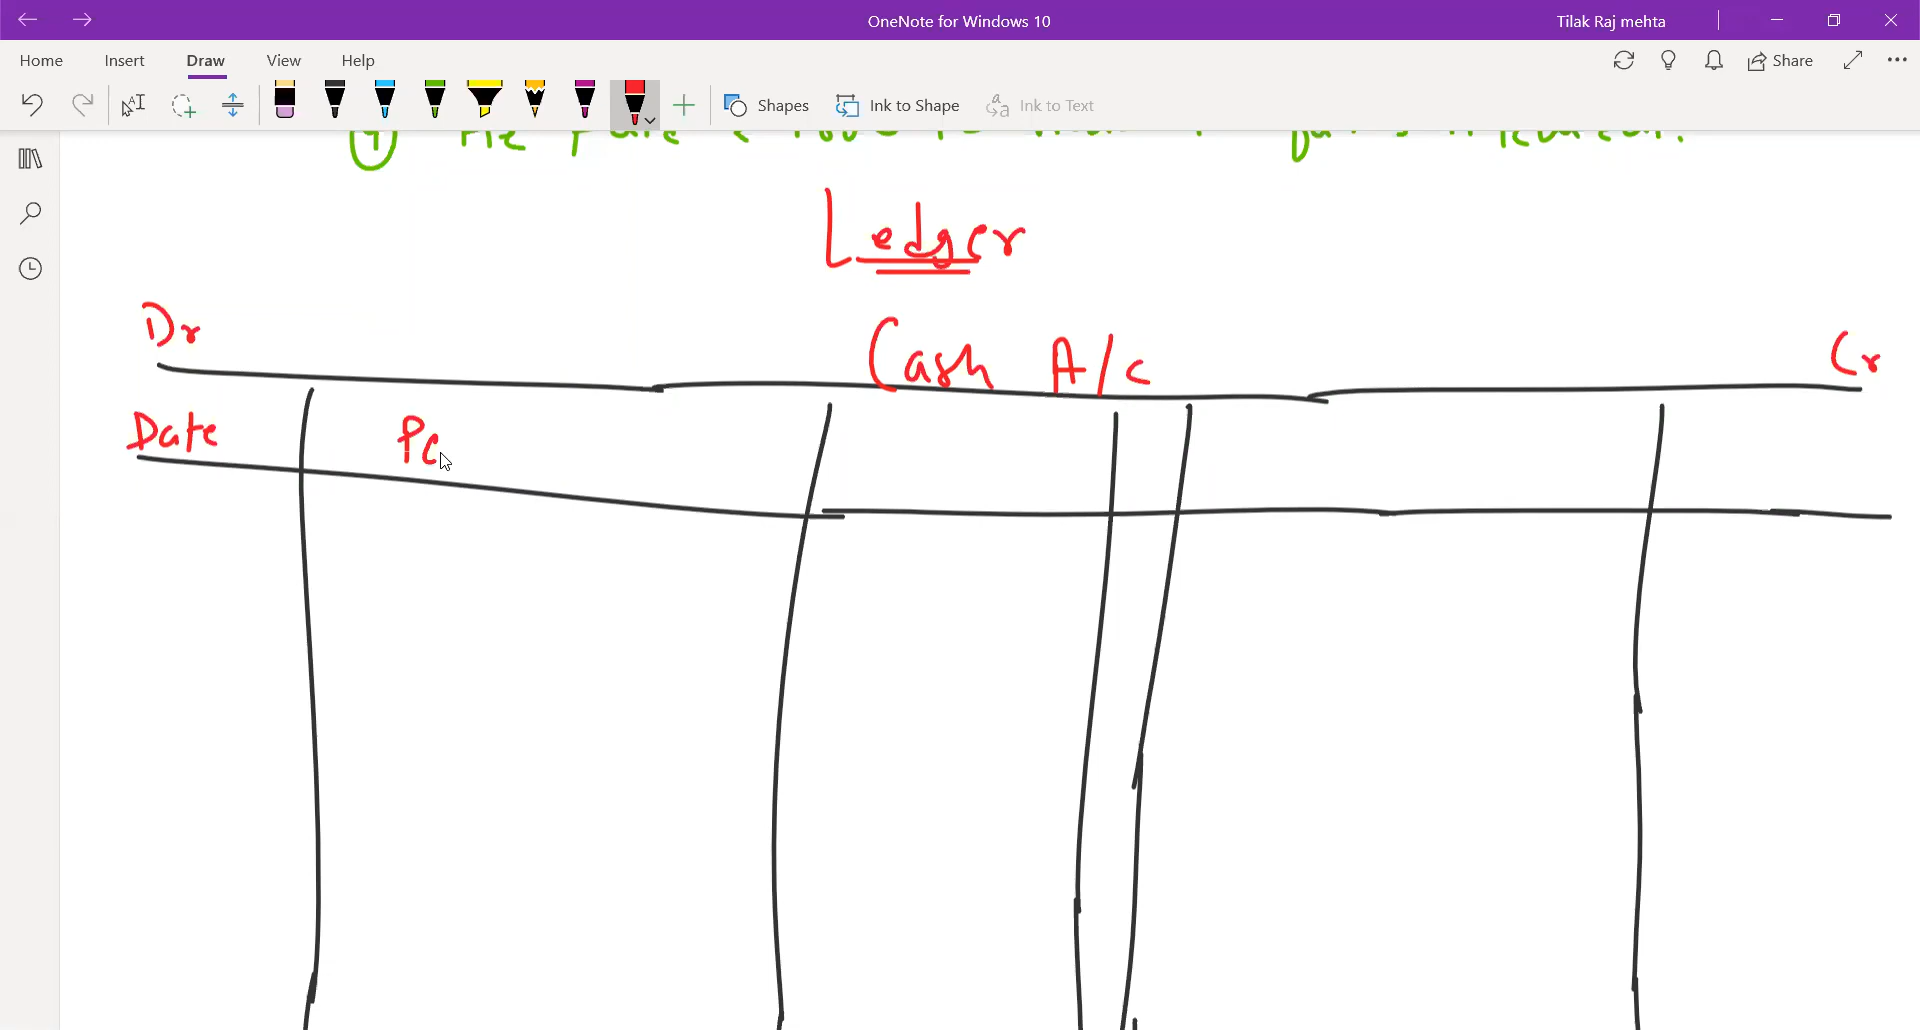 OneNote for Windows 10
Tilak Raj mehta
Home Insert Draw View Help
Share
Shapes Ink to Shape Ink to Text
Ledger
Dr Cash A/c Cr
Date Pa